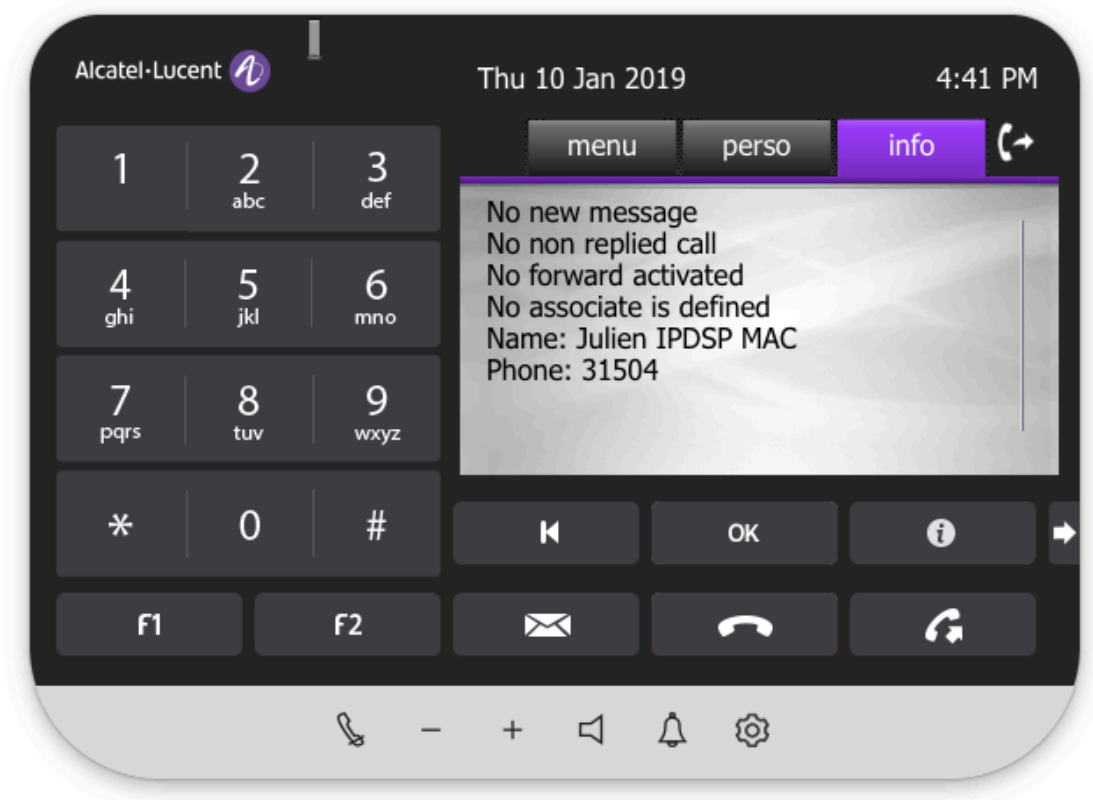 Alcatel·Lucent
Thu 10 Jan 2019 4:41 PM
menu perso info
No new message
No non replied call
No forward activated
No associate is defined
Name: Julien IPDSP MAC
Phone: 31504
1 2 3
abc def
4 5 6
ghi jkl mno
7 8 9
pqrs tuv wxyz
* 0 #
OK
F1 F2